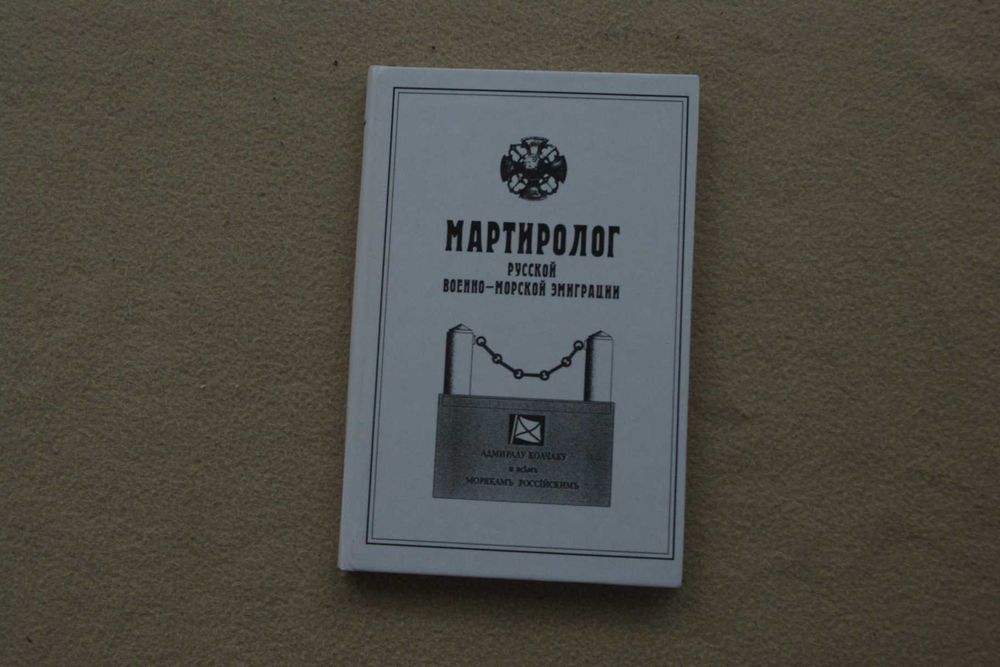 МАРТИРОЛОГ
РУССКОЙ
ВОЕННО-МОРСКОЙ ЭМИГРАЦИИ
АДМИРАЛУ КОЛЧАКУ
и всѣмъ
МОРЯКАМЪ РОССІЙСКИМЪ